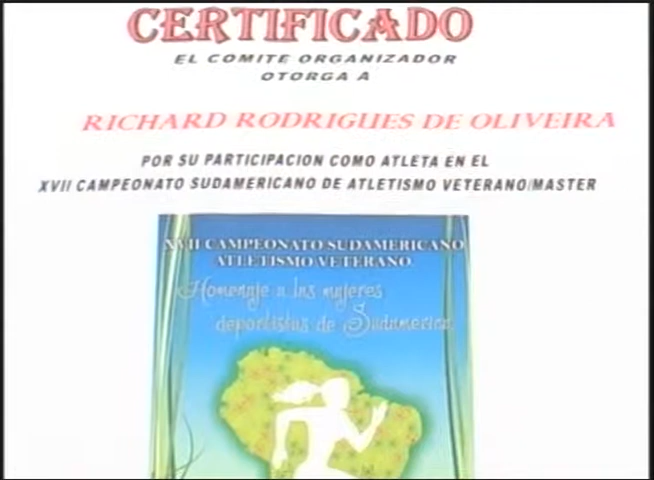 CERTIFICADO
EL COMITE ORGANIZADOR
OTORGA A
RICHARD RODRIGUES DE OLIVEIRA
POR SU PARTICIPACION COMO ATLETA EN EL
XVII CAMPEONATO SUDAMERICANO DE ATLETISMO VETERANO/MASTER
XVII CAMPEONATO SUDAMERICANO
ATLETISMO VETERANO
Homenaje a las mujeres
deportistas de Sudamerica